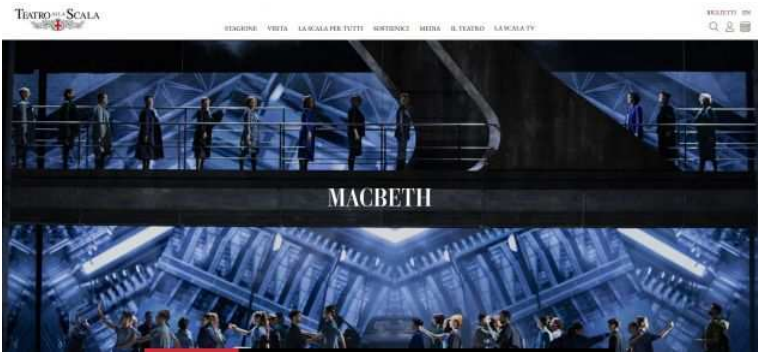 TEATRO ALLA SCALA
BIGLIETTI EN
STAGIONE VISITA LA SCALA PER TUTTI SOSTIENICI MEDIA IL TEATRO LA SCALA TV
MACBETH